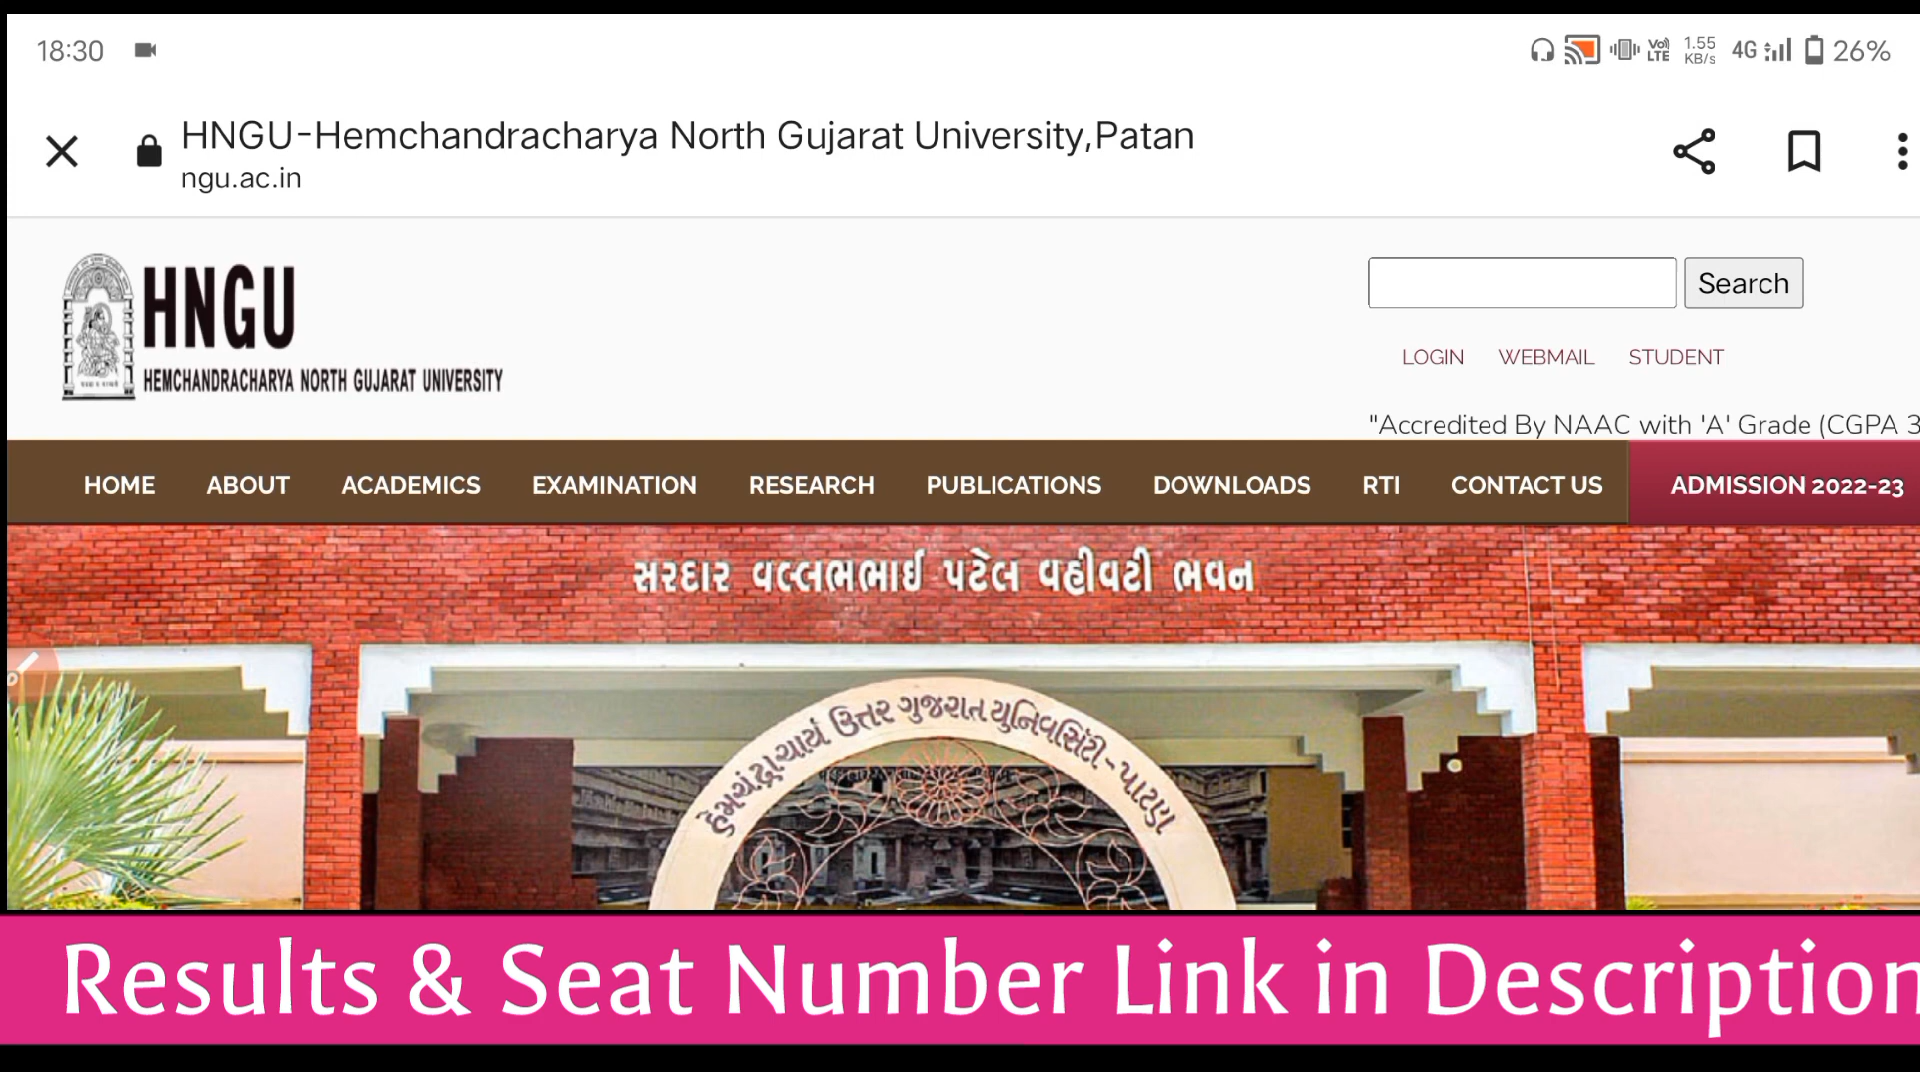 18:30
Vo) LTE 1.55 KB/s 4G 26%
HNGU-Hemchandracharya North Gujarat University,Patan
ngu.ac.in
HNGU
HEMCHANDRACHARYA NORTH GUJARAT UNIVERSITY
Search
LOGIN WEBMAIL STUDENT
"Accredited By NAAC with 'A' Grade (CGPA 3
HOME ABOUT ACADEMICS EXAMINATION RESEARCH PUBLICATIONS DOWNLOADS RTI CONTACT US ADMISSION 2022-23
સરદાર વલ્લભભાઈ પટેલ વહીવટી ભવન
હેમચંદ્રાચાર્ય ઉત્તર ગુજરાત યુનિવર્સિટી-પાટણ
Results & Seat Number Link in Description